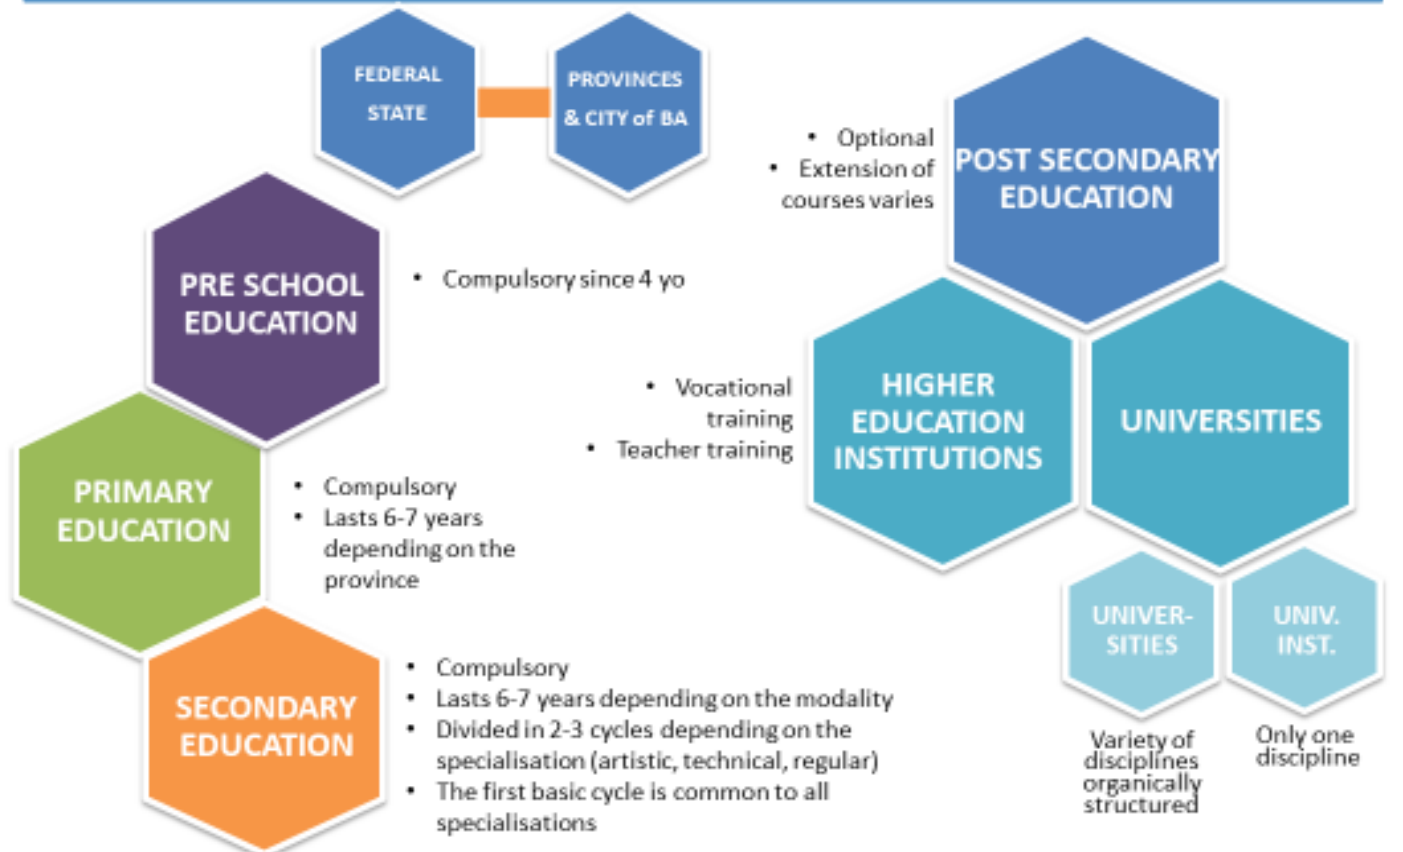 FEDERAL
STATE
PROVINCES
& CITY of BA
PRE SCHOOL
EDUCATION
• Compulsory since 4 yo
PRIMARY
EDUCATION
• Compulsory
• Lasts 6-7 years
depending on the
province
SECONDARY
EDUCATION
• Compulsory
• Lasts 6-7 years depending on the modality
• Divided in 2-3 cycles depending on the
specialisation (artistic, technical, regular)
• The first basic cycle is common to all
specialisations
POST SECONDARY
EDUCATION
• Optional
• Extension of
courses varies
HIGHER
EDUCATION
INSTITUTIONS
• Vocational
training
• Teacher training
UNIVERSITIES
UNIVER-
SITIES
Variety of
disciplines
organically
structured
UNIV.
INST.
Only one
discipline